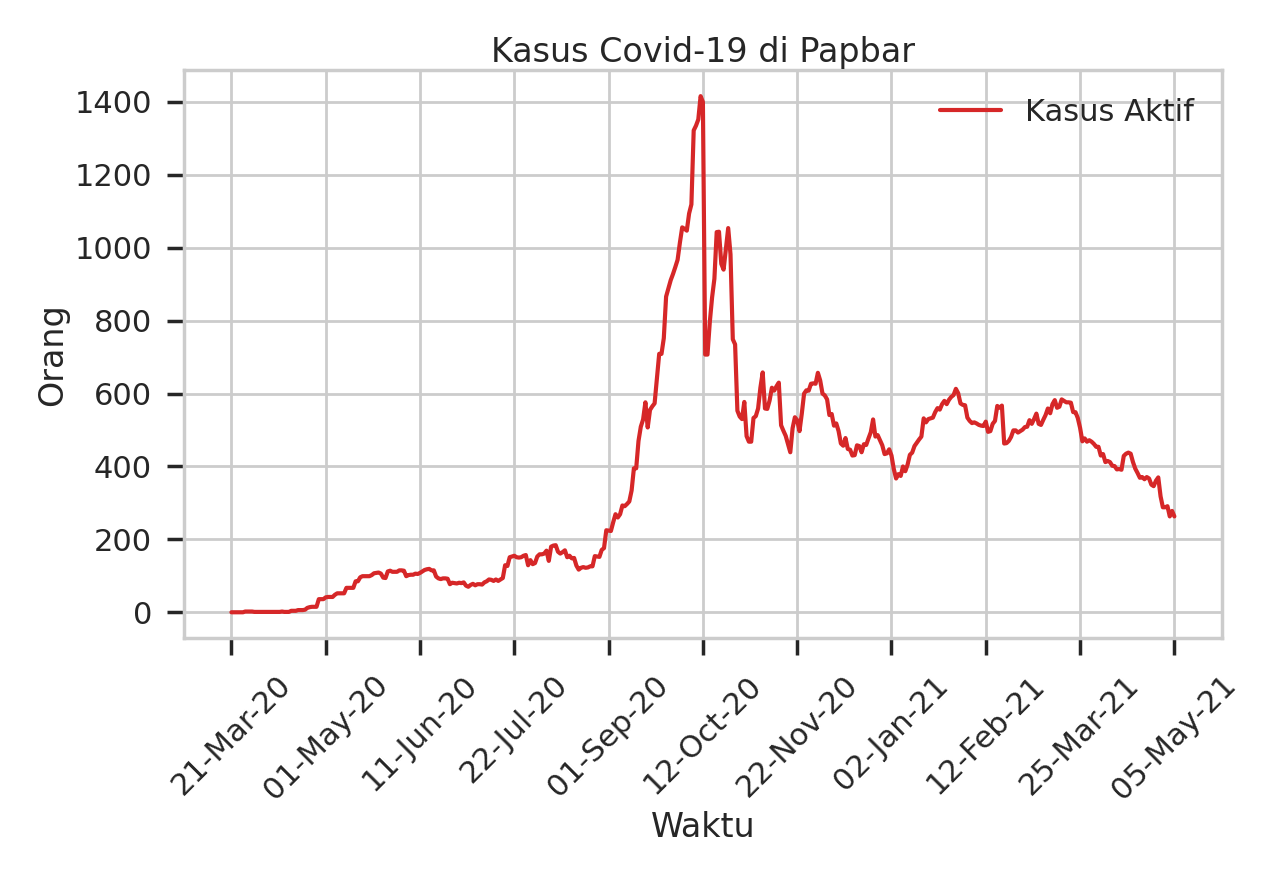 Kasus Covid-19 di Papbar
Kasus Aktif
1400
1200
1000
800
600
400
200
0
Orang
21-Mar-20
01-May-20
11-Jun-20
22-Jul-20
01-Sep-20
12-Oct-20
22-Nov-20
02-Jan-21
12-Feb-21
25-Mar-21
05-May-21
Waktu